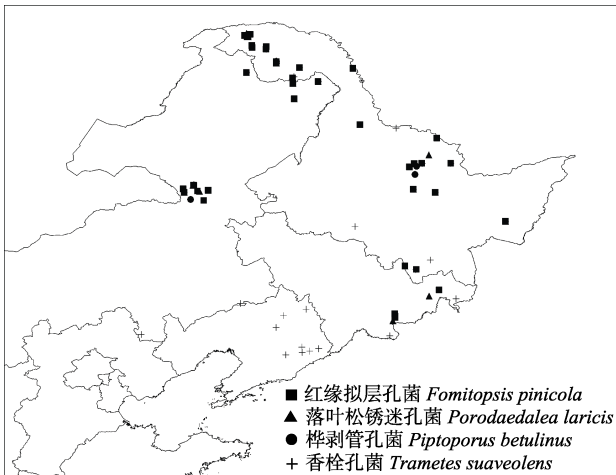 红缘拟层孔菌 Fomitopsis pinicola
落叶松锈迷孔菌 Porodaedalea laricis
桦剥管孔菌 Piptoporus betulinus
香栓孔菌 Trametes suaveolens